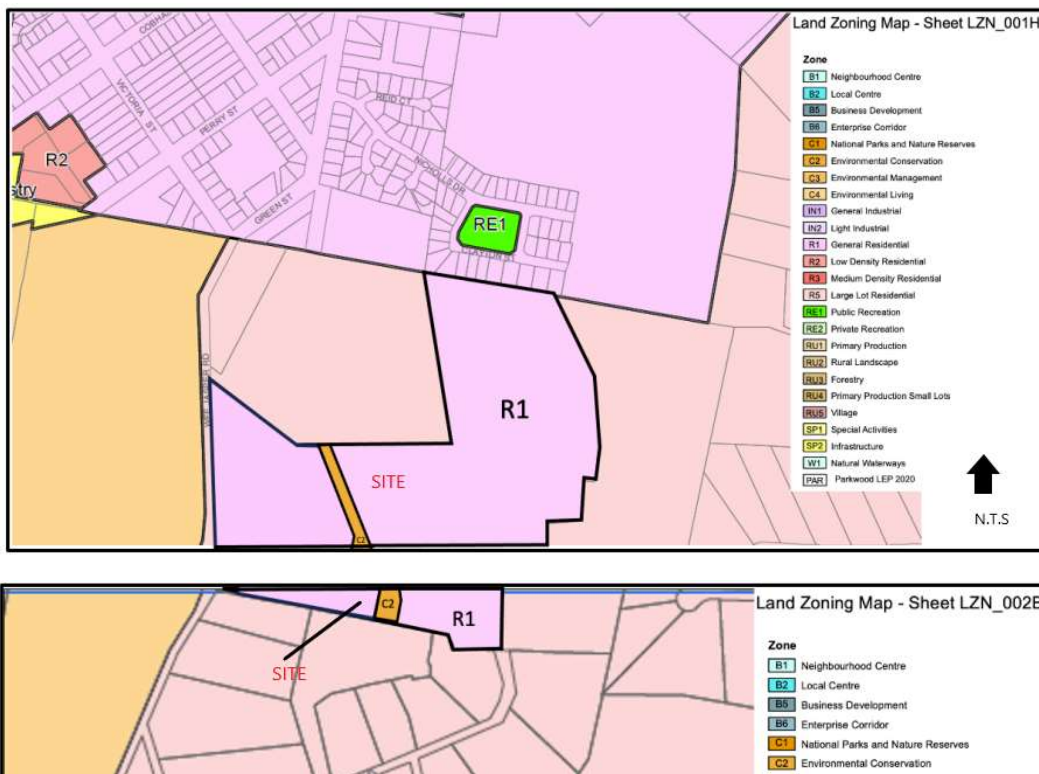 Land Zoning Map - Sheet LZN_001H
Zone
B1 Neighbourhood Centre
B2 Local Centre
B5 Business Development
B6 Enterprise Corridor
C1 National Parks and Nature Reserves
C2 Environmental Conservation
C3 Environmental Management
C4 Environmental Living
IN1 General Industrial
IN2 Light Industrial
R1 General Residential
R2 Low Density Residential
R3 Medium Density Residential
R5 Large Lot Residential
RE1 Public Recreation
RE2 Private Recreation
RU1 Primary Production
RU2 Rural Landscape
RU3 Forestry
RU4 Primary Production Small Lots
RU5 Village
SP1 Special Activities
SP2 Infrastructure
W1 Natural Waterways
PAR Parkwood LEP 2020
N.T.S
VICTORIA ST
PERRY ST
REID CT
R2
stry
NICHOLLS DR
GREEN ST
RE1
R1
SITE
C2
Land Zoning Map - Sheet LZN_002E
Zone
B1 Neighbourhood Centre
B2 Local Centre
B5 Business Development
B6 Enterprise Corridor
C1 National Parks and Nature Reserves
C2 Environmental Conservation
C2
R1
SITE